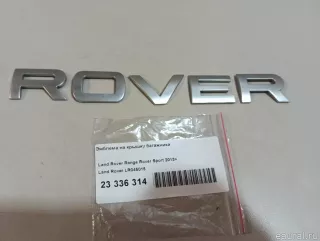 ROVER
Эмблема на крышку багажника
Land Rover Range Rover Sport 2013>
Land Rover LR045015
23 336 314